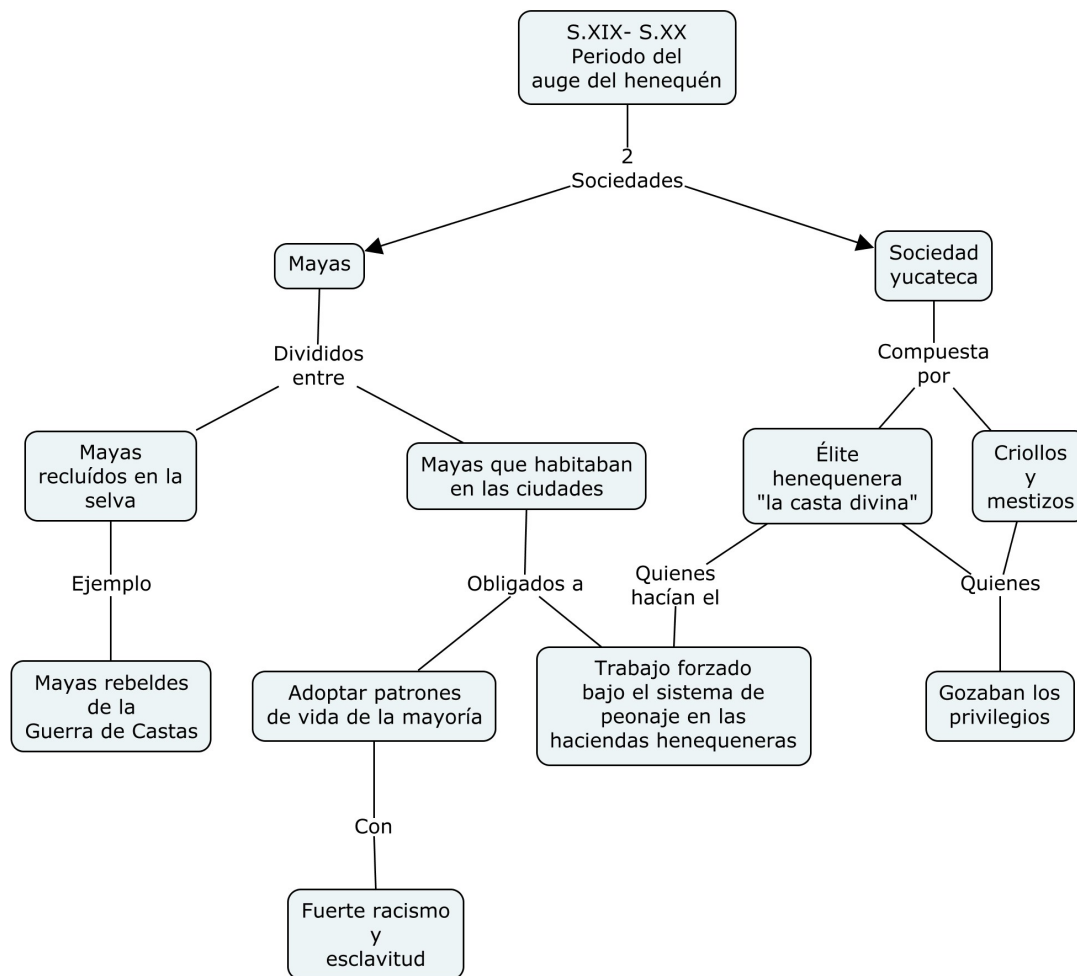 S.XIX- S.XX
Periodo del
auge del henequén
2
Sociedades
Mayas
Sociedad
yucateca
Divididos
entre
Compuesta
por
Mayas
recluídos en la
selva
Mayas que habitaban
en las ciudades
Élite
henequenera
"la casta divina"
Criollos
y
mestizos
Ejemplo
Obligados a
Quienes
hacían el
Quienes
Mayas rebeldes
de la
Guerra de Castas
Adoptar patrones
de vida de la mayoría
Trabajo forzado
bajo el sistema de
peonaje en las
haciendas henequeneras
Gozaban los
privilegios
Con
Fuerte racismo
y
esclavitud